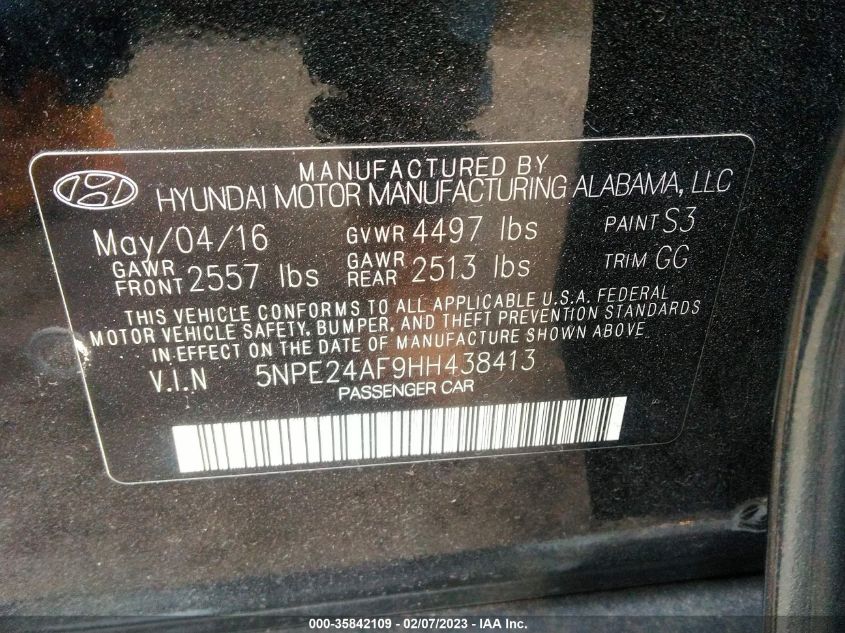 MANUFACTURED BY
HYUNDAI MOTOR MANUFACTURING ALABAMA, LLC
May/04/16 GVWR 4497 lbs PAINT S3
GAWR FRONT 2557 lbs GAWR REAR 2513 lbs TRIM GG
THIS VEHICLE CONFORMS TO ALL APPLICABLE U.S.A. FEDERAL
MOTOR VEHICLE SAFETY, BUMPER, AND THEFT PREVENTION STANDARDS
IN EFFECT ON THE DATE OF MANUFACTURE SHOWN ABOVE
V.I.N 5NPE24AF9HH438413
PASSENGER CAR
000-35842109 - 02/07/2023 - IAA Inc.